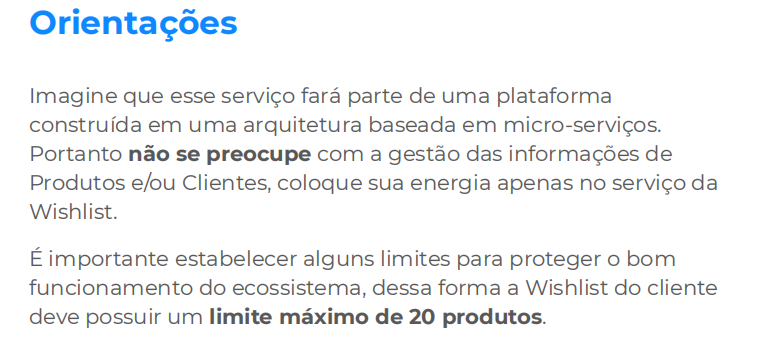 Orientações
Imagine que esse serviço fará parte de uma plataforma
construída em uma arquitetura baseada em micro-serviços.
Portanto não se preocupe com a gestão das informações de
Produtos e/ou Clientes, coloque sua energia apenas no serviço da
Wishlist.
É importante estabelecer alguns limites para proteger o bom
funcionamento do ecossistema, dessa forma a Wishlist do cliente
deve possuir um limite máximo de 20 produtos.